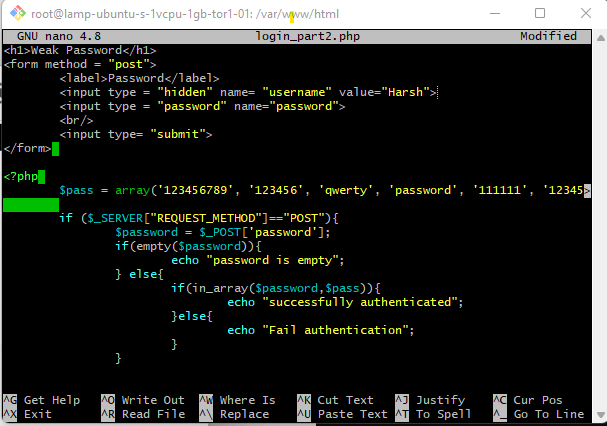 root@lamp-ubuntu-s-1vcpu-1gb-tor1-01: /var/www/html
GNU nano 4.8 login_part2.php Modified
<h1>Weak Password</h1>
<form method = "post">
<label>Password</label>
<input type = "hidden" name= "username" value="Harsh">
<input type = "password" name="password">
<br/>
<input type= "submit">
</form>
<?php
$pass = array('123456789', '123456', 'qwerty', 'password', '111111', '12345>
if ($_SERVER["REQUEST_METHOD"]=="POST"){
$password = $_POST['password'];
if(empty($password)){
echo "password is empty";
} else{
if(in_array($password,$pass)){
echo "successfully authenticated";
}else{
echo "Fail authentication";
}
}
^G Get Help ^O Write Out ^W Where Is ^K Cut Text ^J Justify ^C Cur Pos
^X Exit ^R Read File ^\ Replace ^U Paste Text ^T To Spell ^_ Go To Line